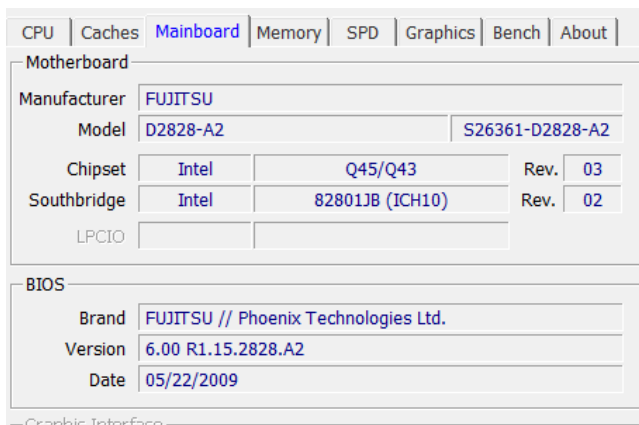 CPU Caches Mainboard Memory SPD Graphics Bench About
Motherboard
Manufacturer FUJITSU
Model D2828-A2 S26361-D2828-A2
Chipset Intel Q45/Q43 Rev. 03
Southbridge Intel 82801JB (ICH10) Rev. 02
LPCIO
BIOS
Brand FUJITSU // Phoenix Technologies Ltd.
Version 6.00 R1.15.2828.A2
Date 05/22/2009
Graphic Interface